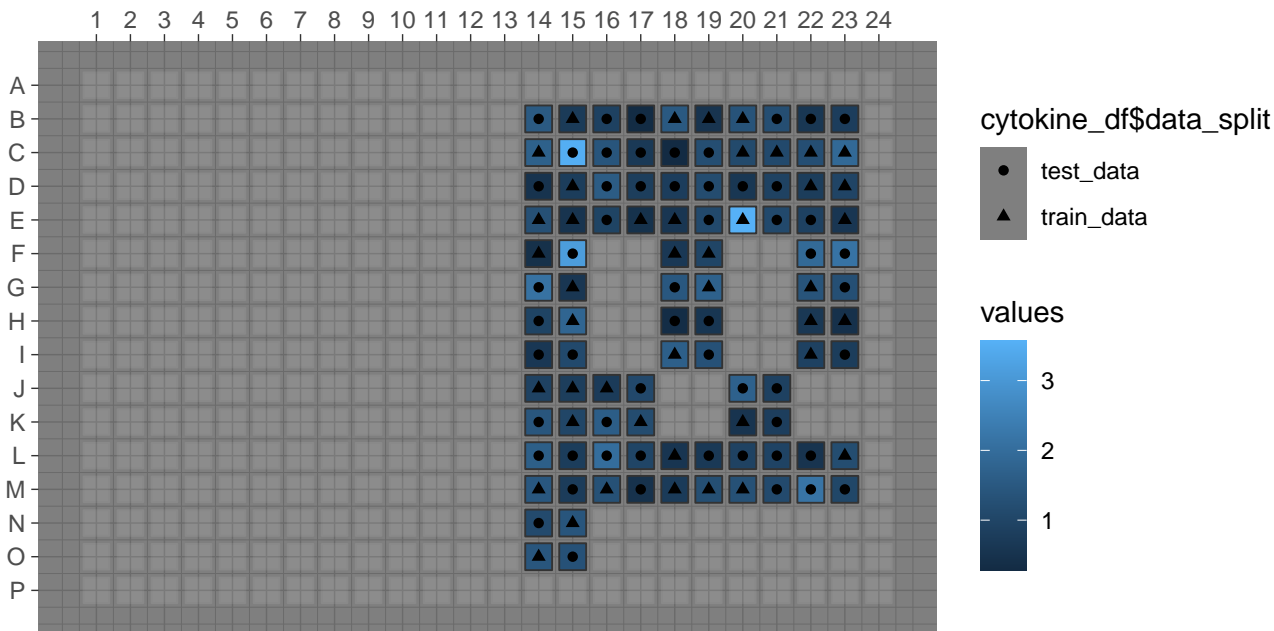 1 2 3 4 5 6 7 8 9 10 11 12 13 14 15 16 17 18 19 20 21 22 23 24
A
B
C
D
E
F
G
H
I
J
K
L
M
N
O
P
cytokine_df$data_split
test_data
train_data
values
3
2
1